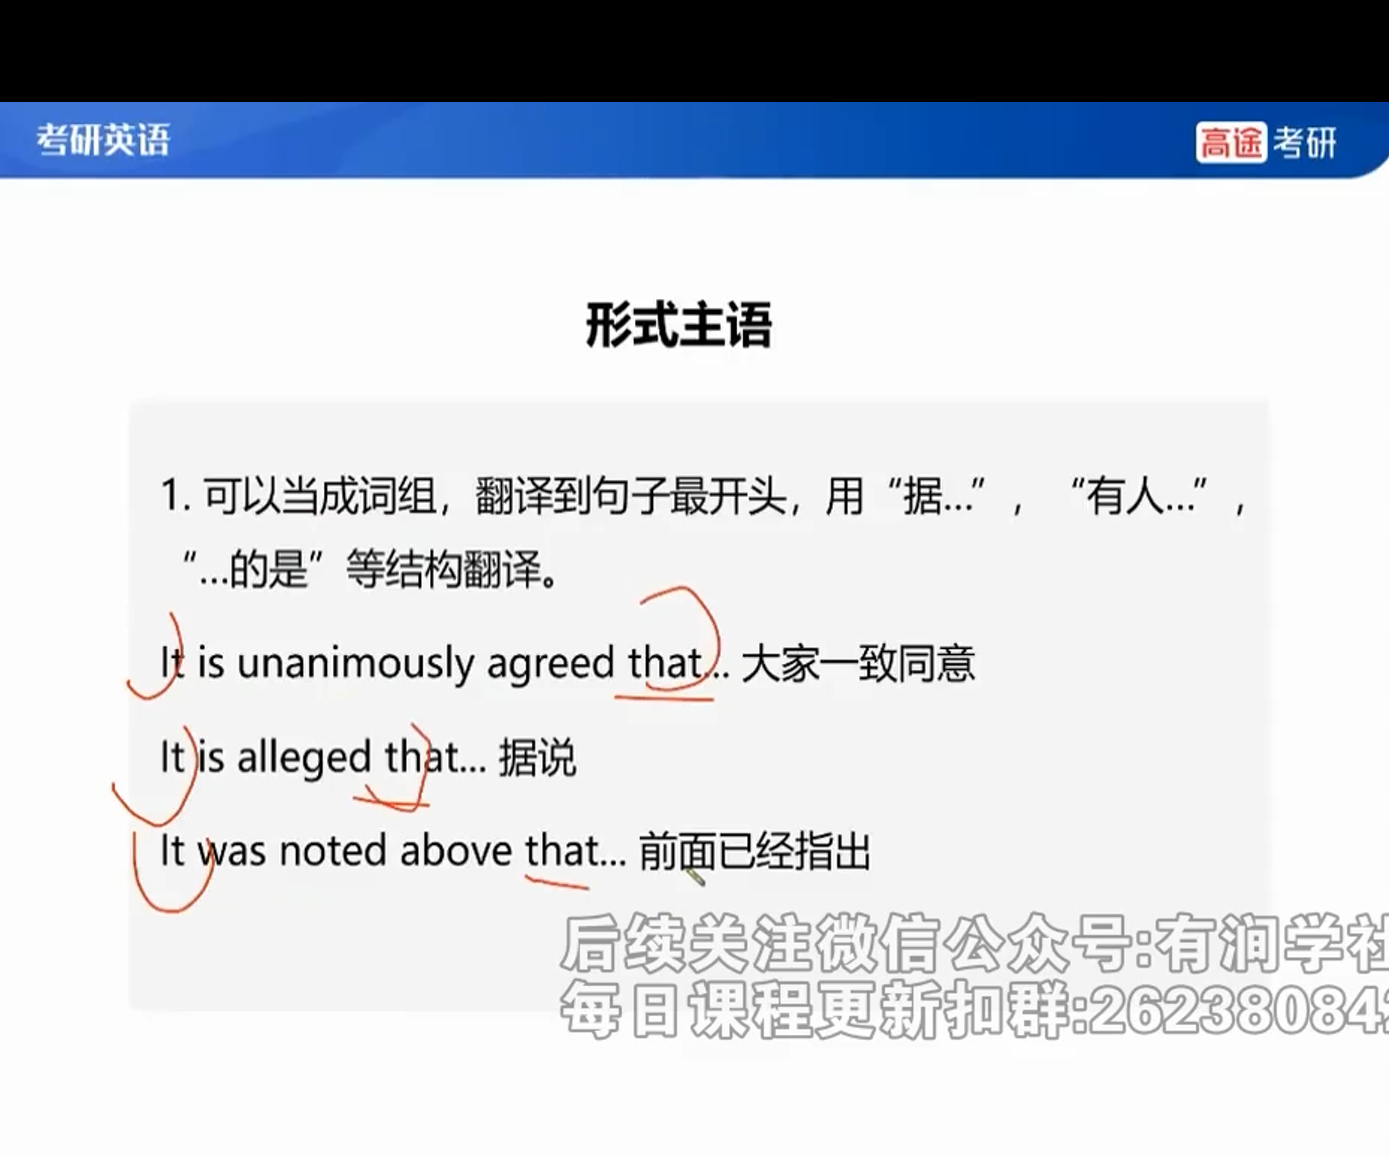 考研英语
高途考研
形式主语
1. 可以当成词组，翻译到句子最开头，用“据...”，“有人...”，
“...的是”等结构翻译。
It is unanimously agreed that... 大家一致同意
It is alleged that... 据说
It was noted above that... 前面已经指出
后续关注微信公众号:有润学社
每日课程更新扣群:26238084